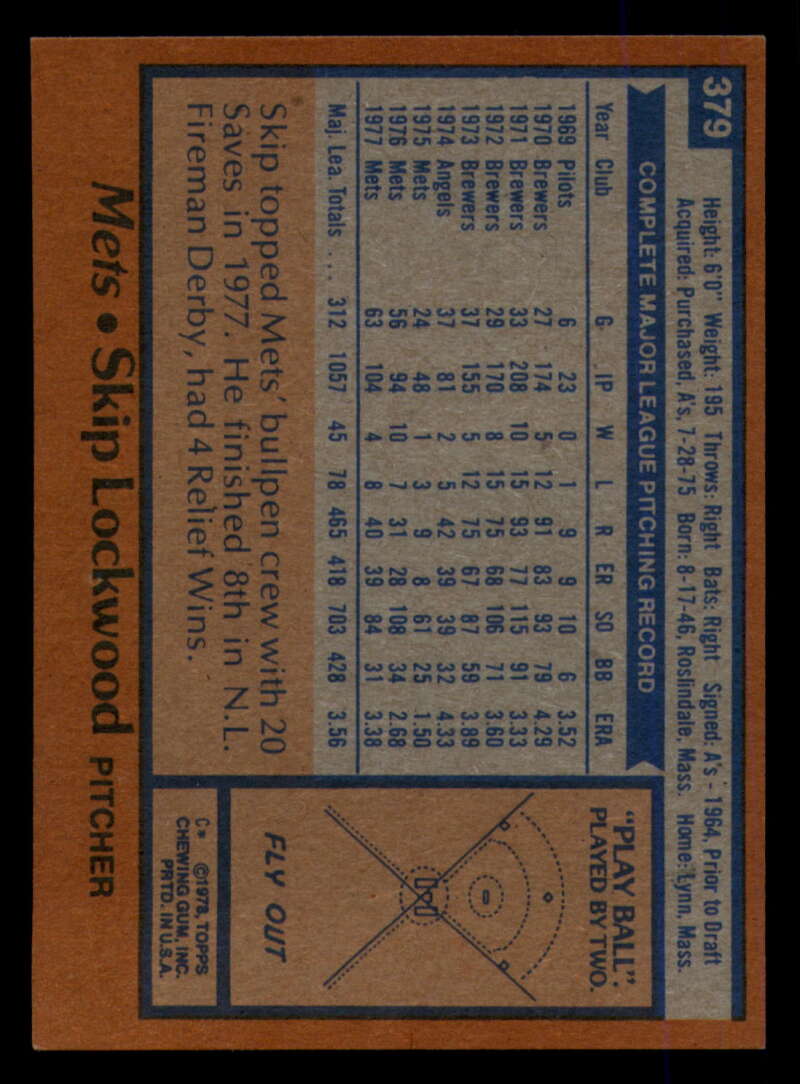 379
Height: 6'0" Weight: 195 Throws: Right Bats: Right Signed: A's - 1964, Prior to Draft
Acquired: Purchased, A's, 7-28-75 Born: 8-17-46, Roslindale, Mass. Home: Lynn, Mass.
COMPLETE MAJOR LEAGUE PITCHING RECORD
Year Club G IP W L R ER SO BB ERA
1969 Pilots 6 23 0 1 9 9 10 6 3.52
1970 Brewers 27 174 5 12 91 83 93 79 4.29
1971 Brewers 33 208 10 15 93 77 115 91 3.33
1972 Brewers 29 170 8 15 75 68 106 71 3.60
1973 Brewers 37 155 5 12 75 67 87 59 3.89
1974 Angels 37 81 2 5 42 39 39 32 4.33
1975 Mets 24 48 1 3 9 8 61 25 1.50
1976 Mets 56 94 10 7 31 28 108 34 2.68
1977 Mets 63 104 4 8 40 39 84 31 3.38
Maj. Lea. Totals ... 312 1057 45 78 465 418 703 428 3.56
Skip topped Mets' bullpen crew with 20
Saves in 1977. He finished 8th in N.L.
Fireman Derby, had 4 Relief Wins.
"PLAY BALL"
PLAYED BY TWO.
FLY OUT
C* ©1978, TOPPS
CHEWING GUM, INC.
PRTD. IN U.S.A.
Mets • Skip Lockwood PITCHER